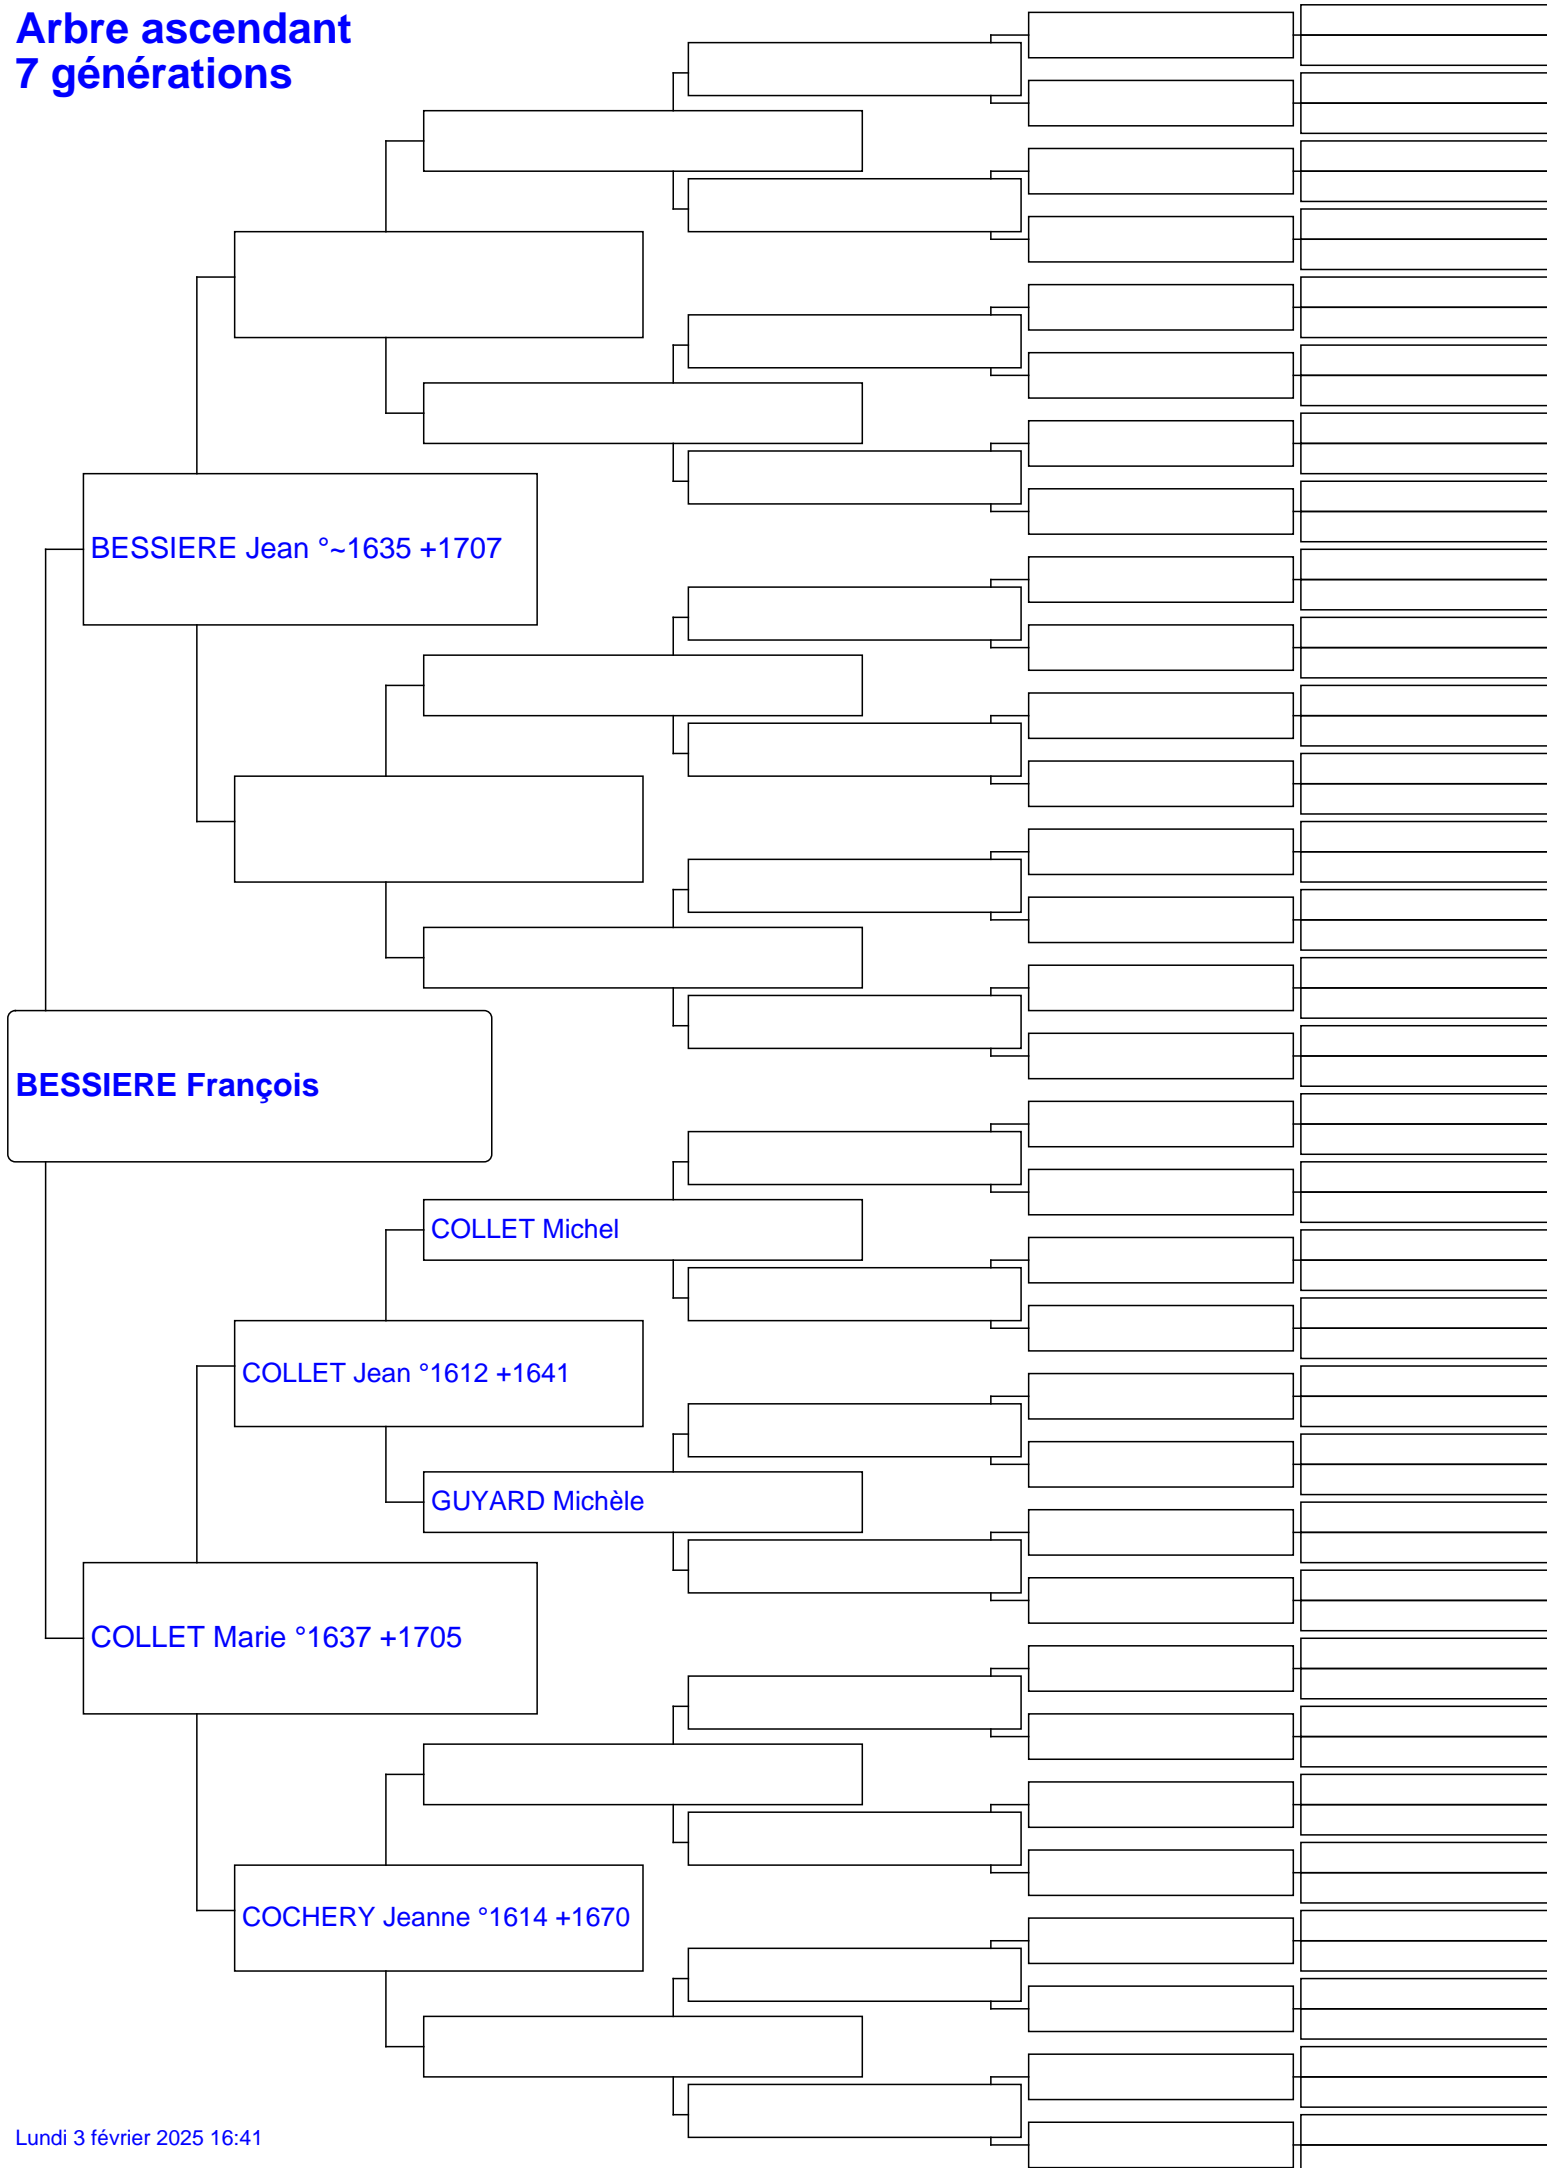 Arbre ascendant
7 générations
BESSIERE Jean °~1635 +1707
BESSIERE François
COLLET Michel
COLLET Jean °1612 +1641
GUYARD Michèle
COLLET Marie °1637 +1705
COCHERY Jeanne °1614 +1670
Lundi 3 février 2025 16:41